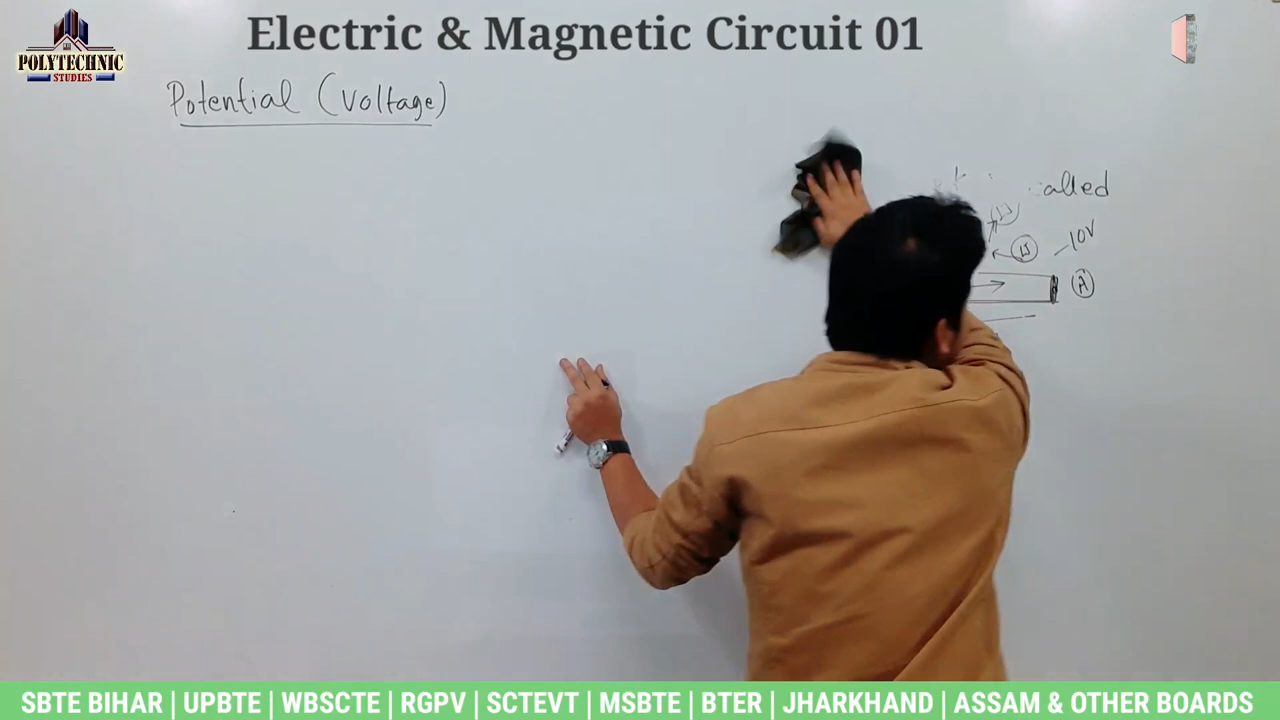 Electric & Magnetic Circuit 01
POLYTECHNIC
STUDIES
Potential (Voltage)
alled
10V
A
SBTE BIHAR | UPBTE | WBSCTE | RGPV | SCTEVT | MSBTE | BTER | JHARKHAND | ASSAM & OTHER BOARDS